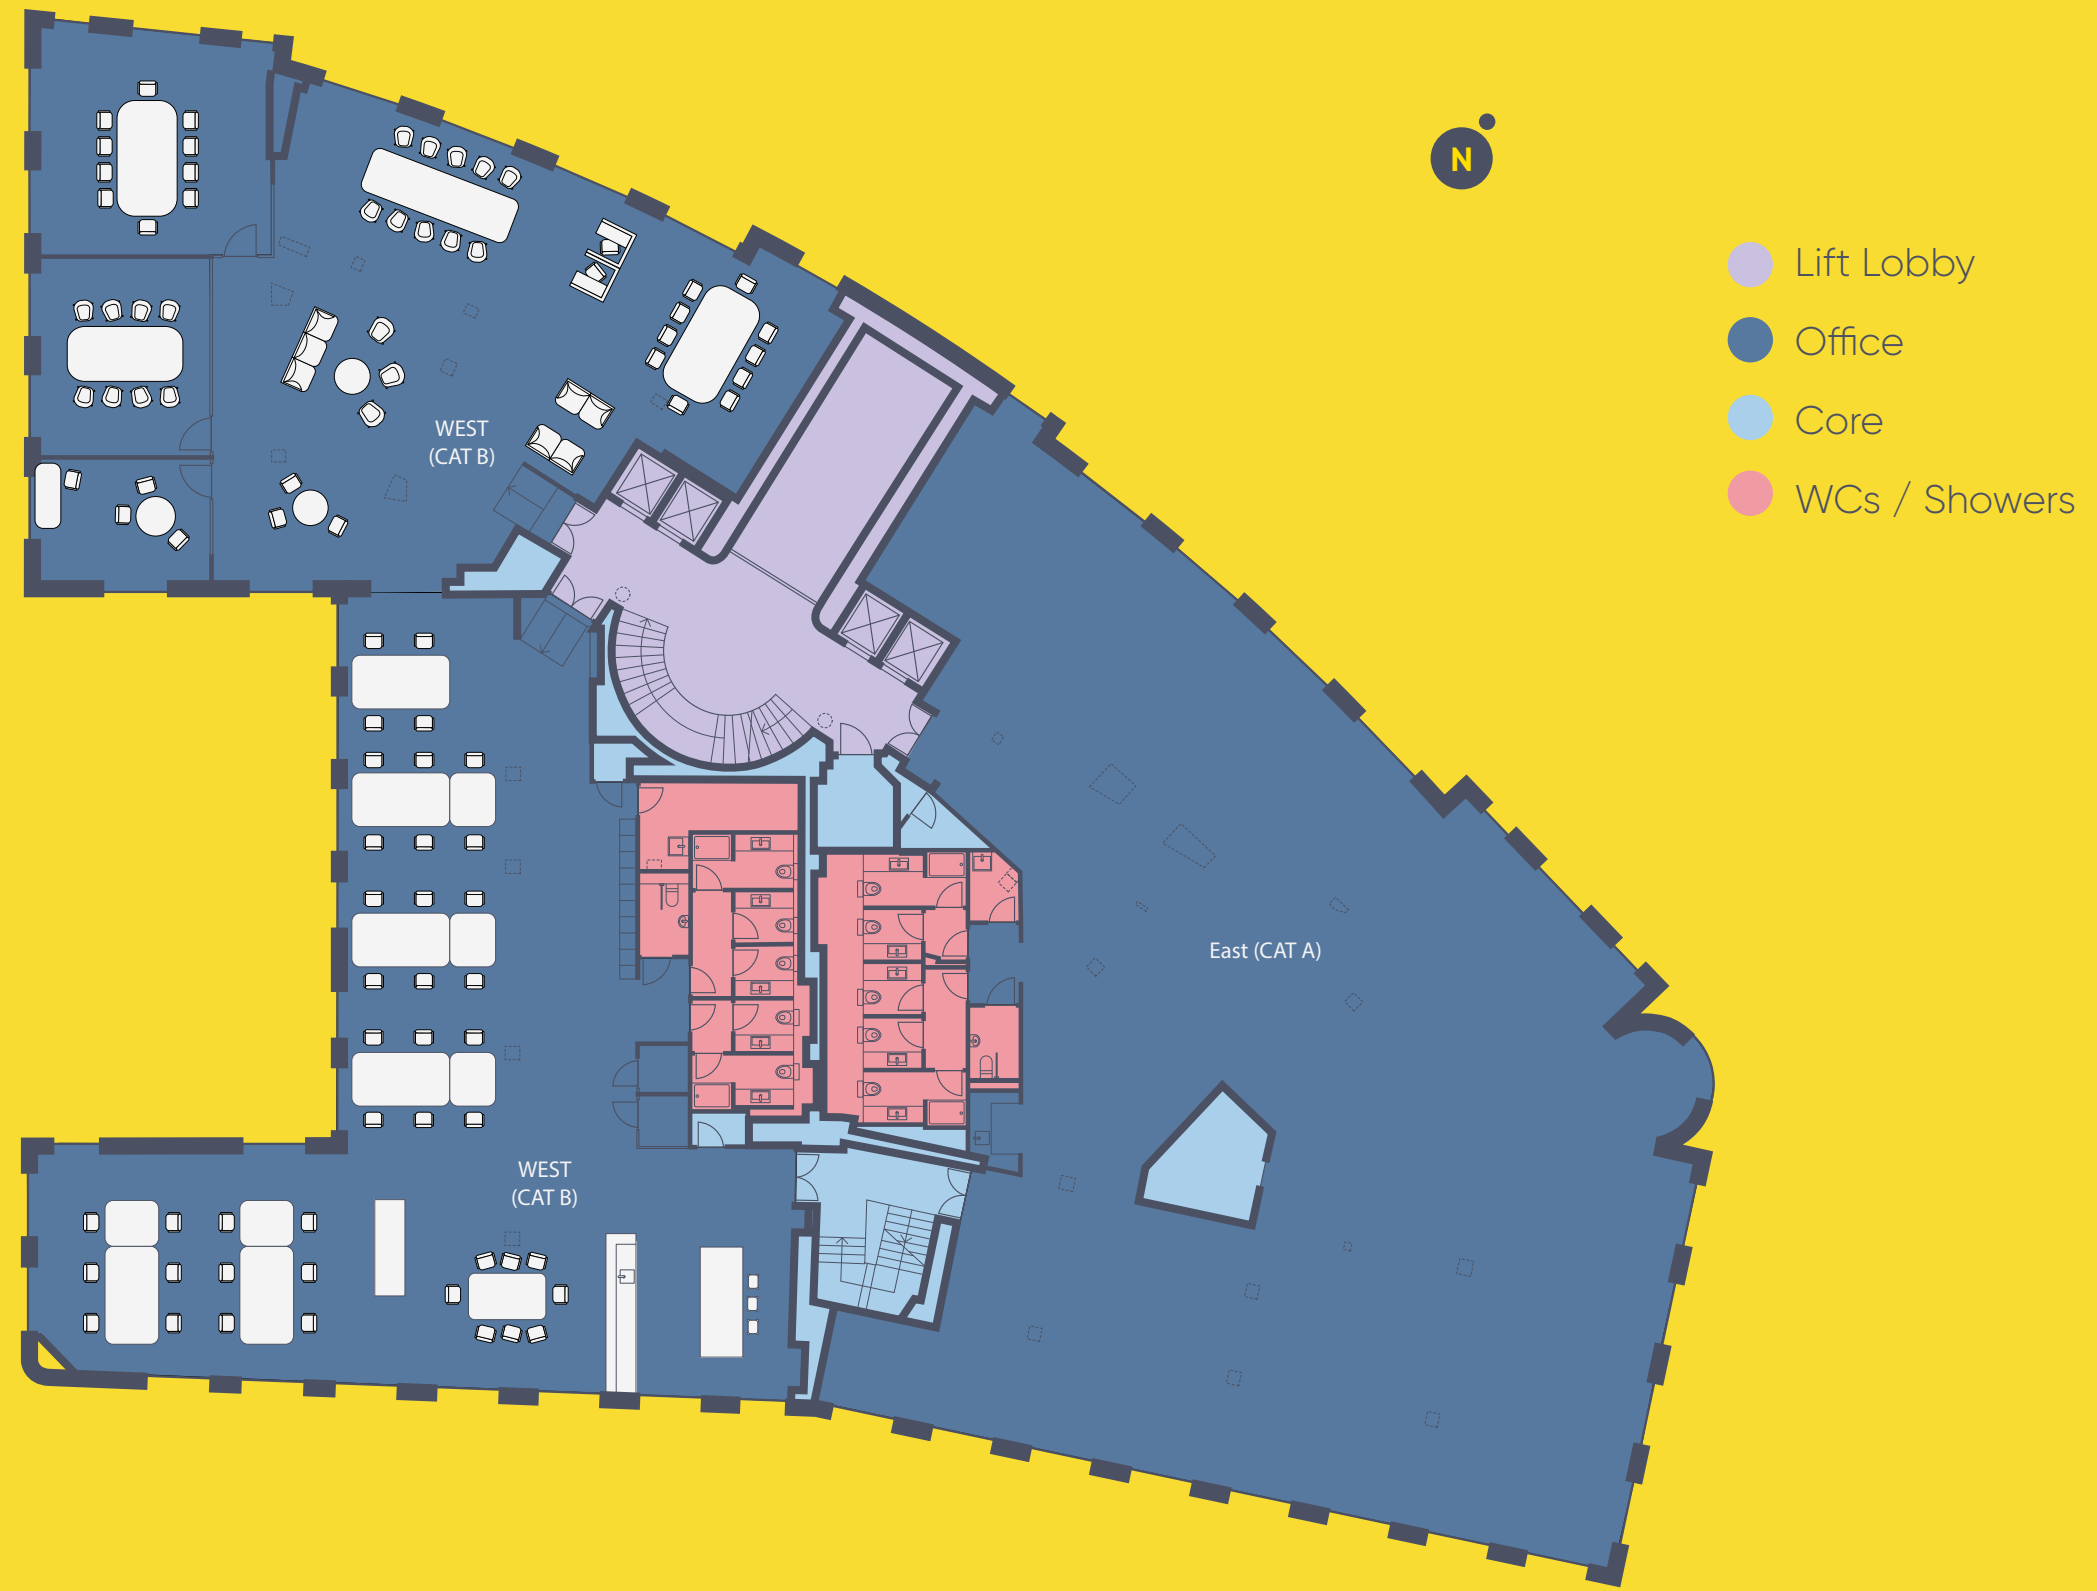 N
Lift Lobby
Office
Core
WCs / Showers
WEST
(CAT B)
East (CAT A)
WEST
(CAT B)